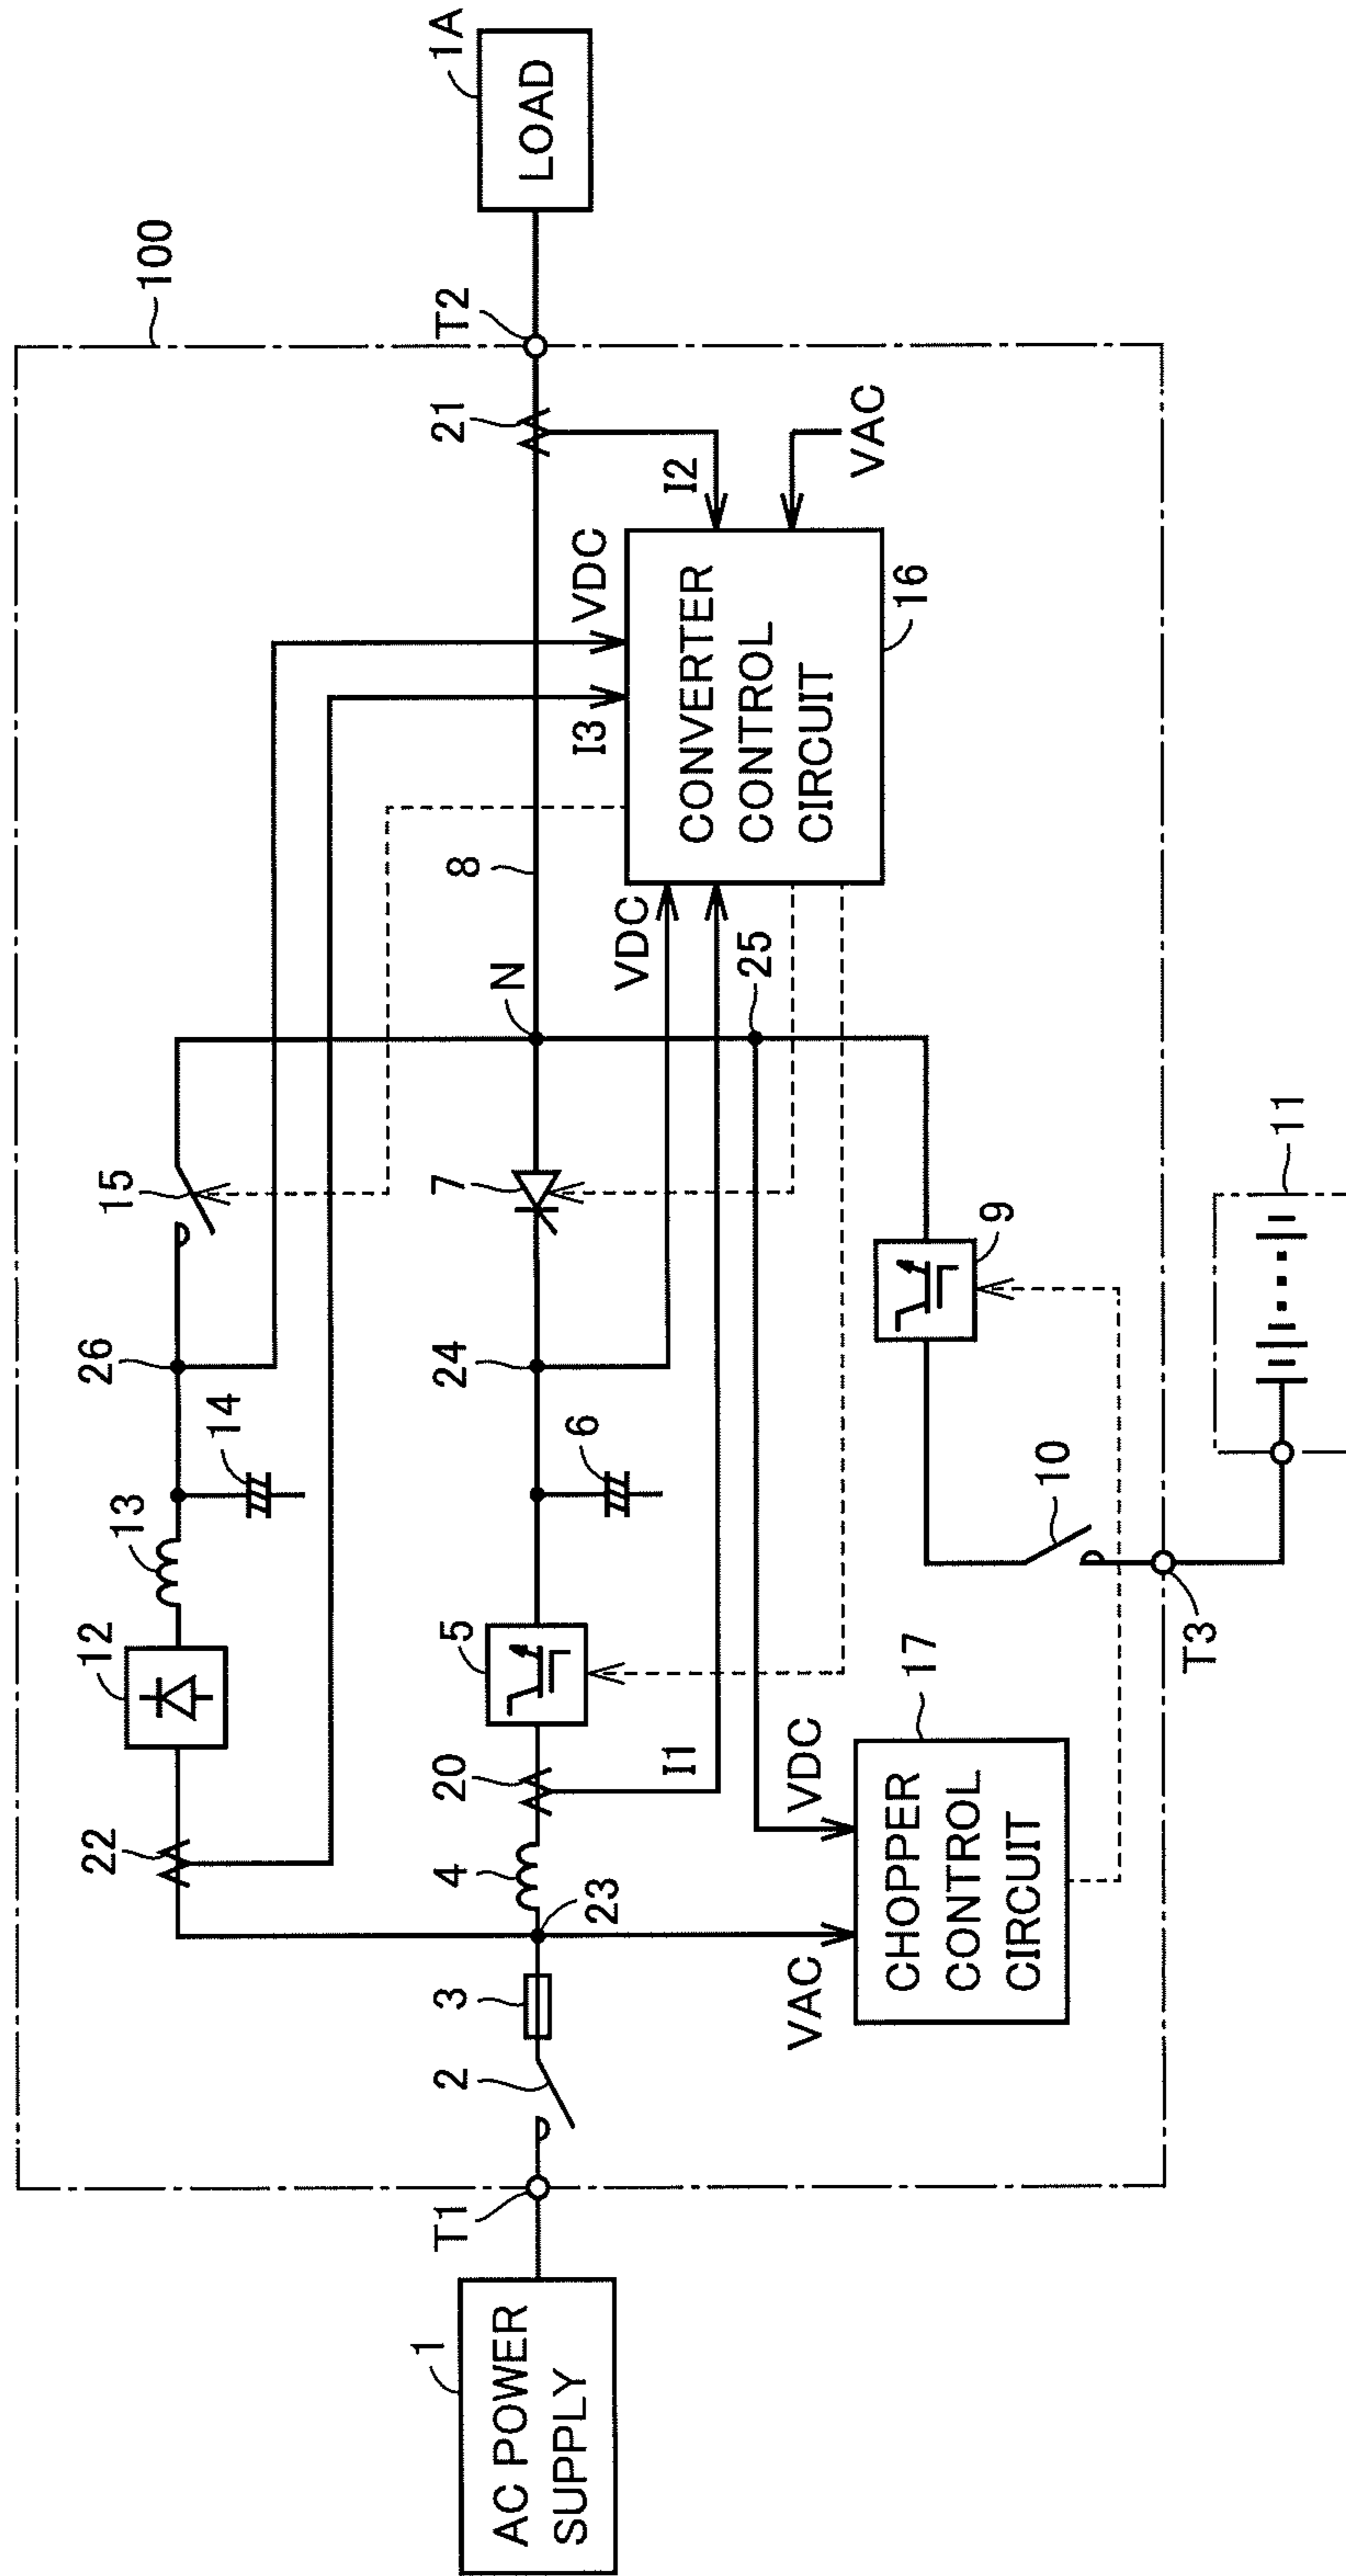 100
22
12
13
14
26
15
1
AC POWER
SUPPLY
T1
2
3
23
4
20
5
6
24
7
N
8
21
T2
1A
LOAD
I1
VDC
I3
VDC
I2
VAC
CONVERTER
CONTROL
CIRCUIT
16
25
VAC
VDC
CHOPPER
CONTROL
CIRCUIT
17
9
10
T3
11